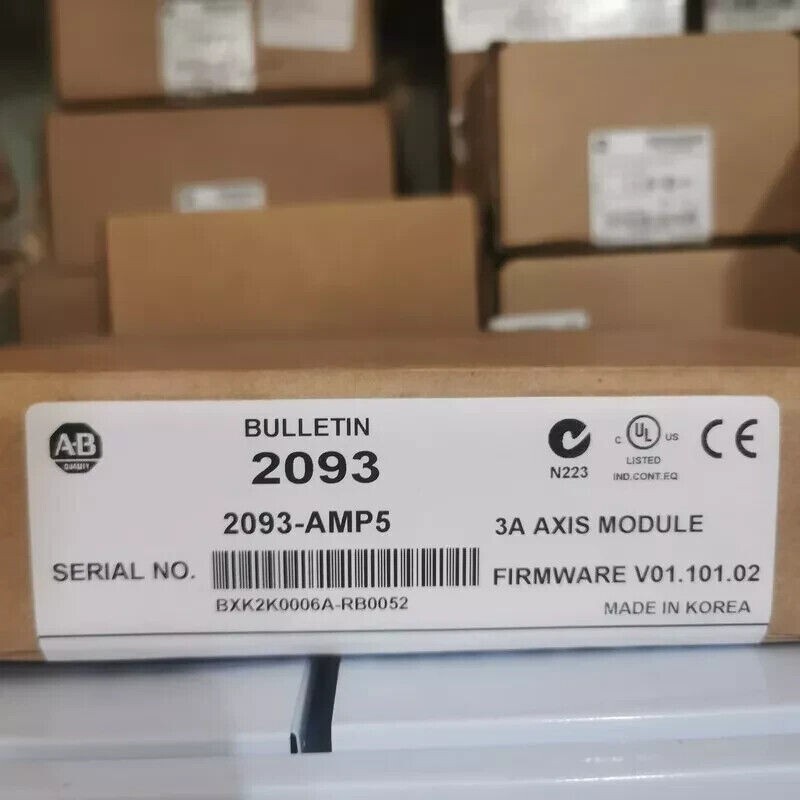 A-B
QUALITY
BULLETIN
2093
2093-AMP5
SERIAL NO.
BXK2K0006A-RB0052
N223
C UL US
LISTED
IND.CONT.EQ
CE
3A AXIS MODULE
FIRMWARE V01.101.02
MADE IN KOREA